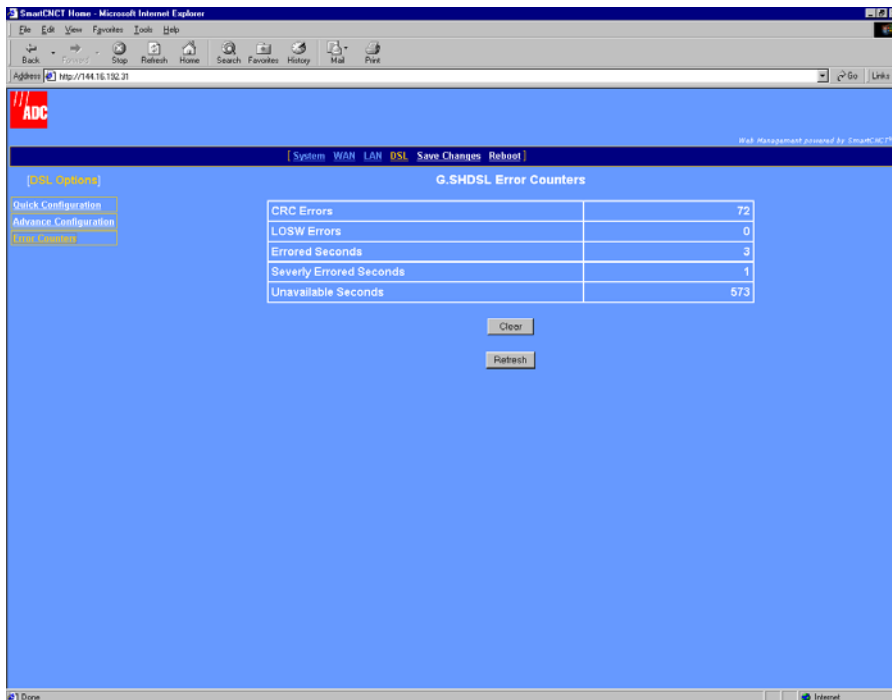 SmartCNCT Home - Microsoft Internet Explorer
File Edit View Favorites Tools Help
Back Forward Stop Refresh Home Search Favorites History Mail Print
Address http://144.16.192.31 Go Links
ADC
Web Management powered by SmartCNCT®
[ System WAN LAN DSL Save Changes Reboot ]
[DSL Options]
Quick Configuration
Advance Configuration
Error Counters
G.SHDSL Error Counters
CRC Errors 72
LOSW Errors 0
Errored Seconds 3
Severly Errored Seconds 1
Unavailable Seconds 573
Clear
Refresh
Done Internet